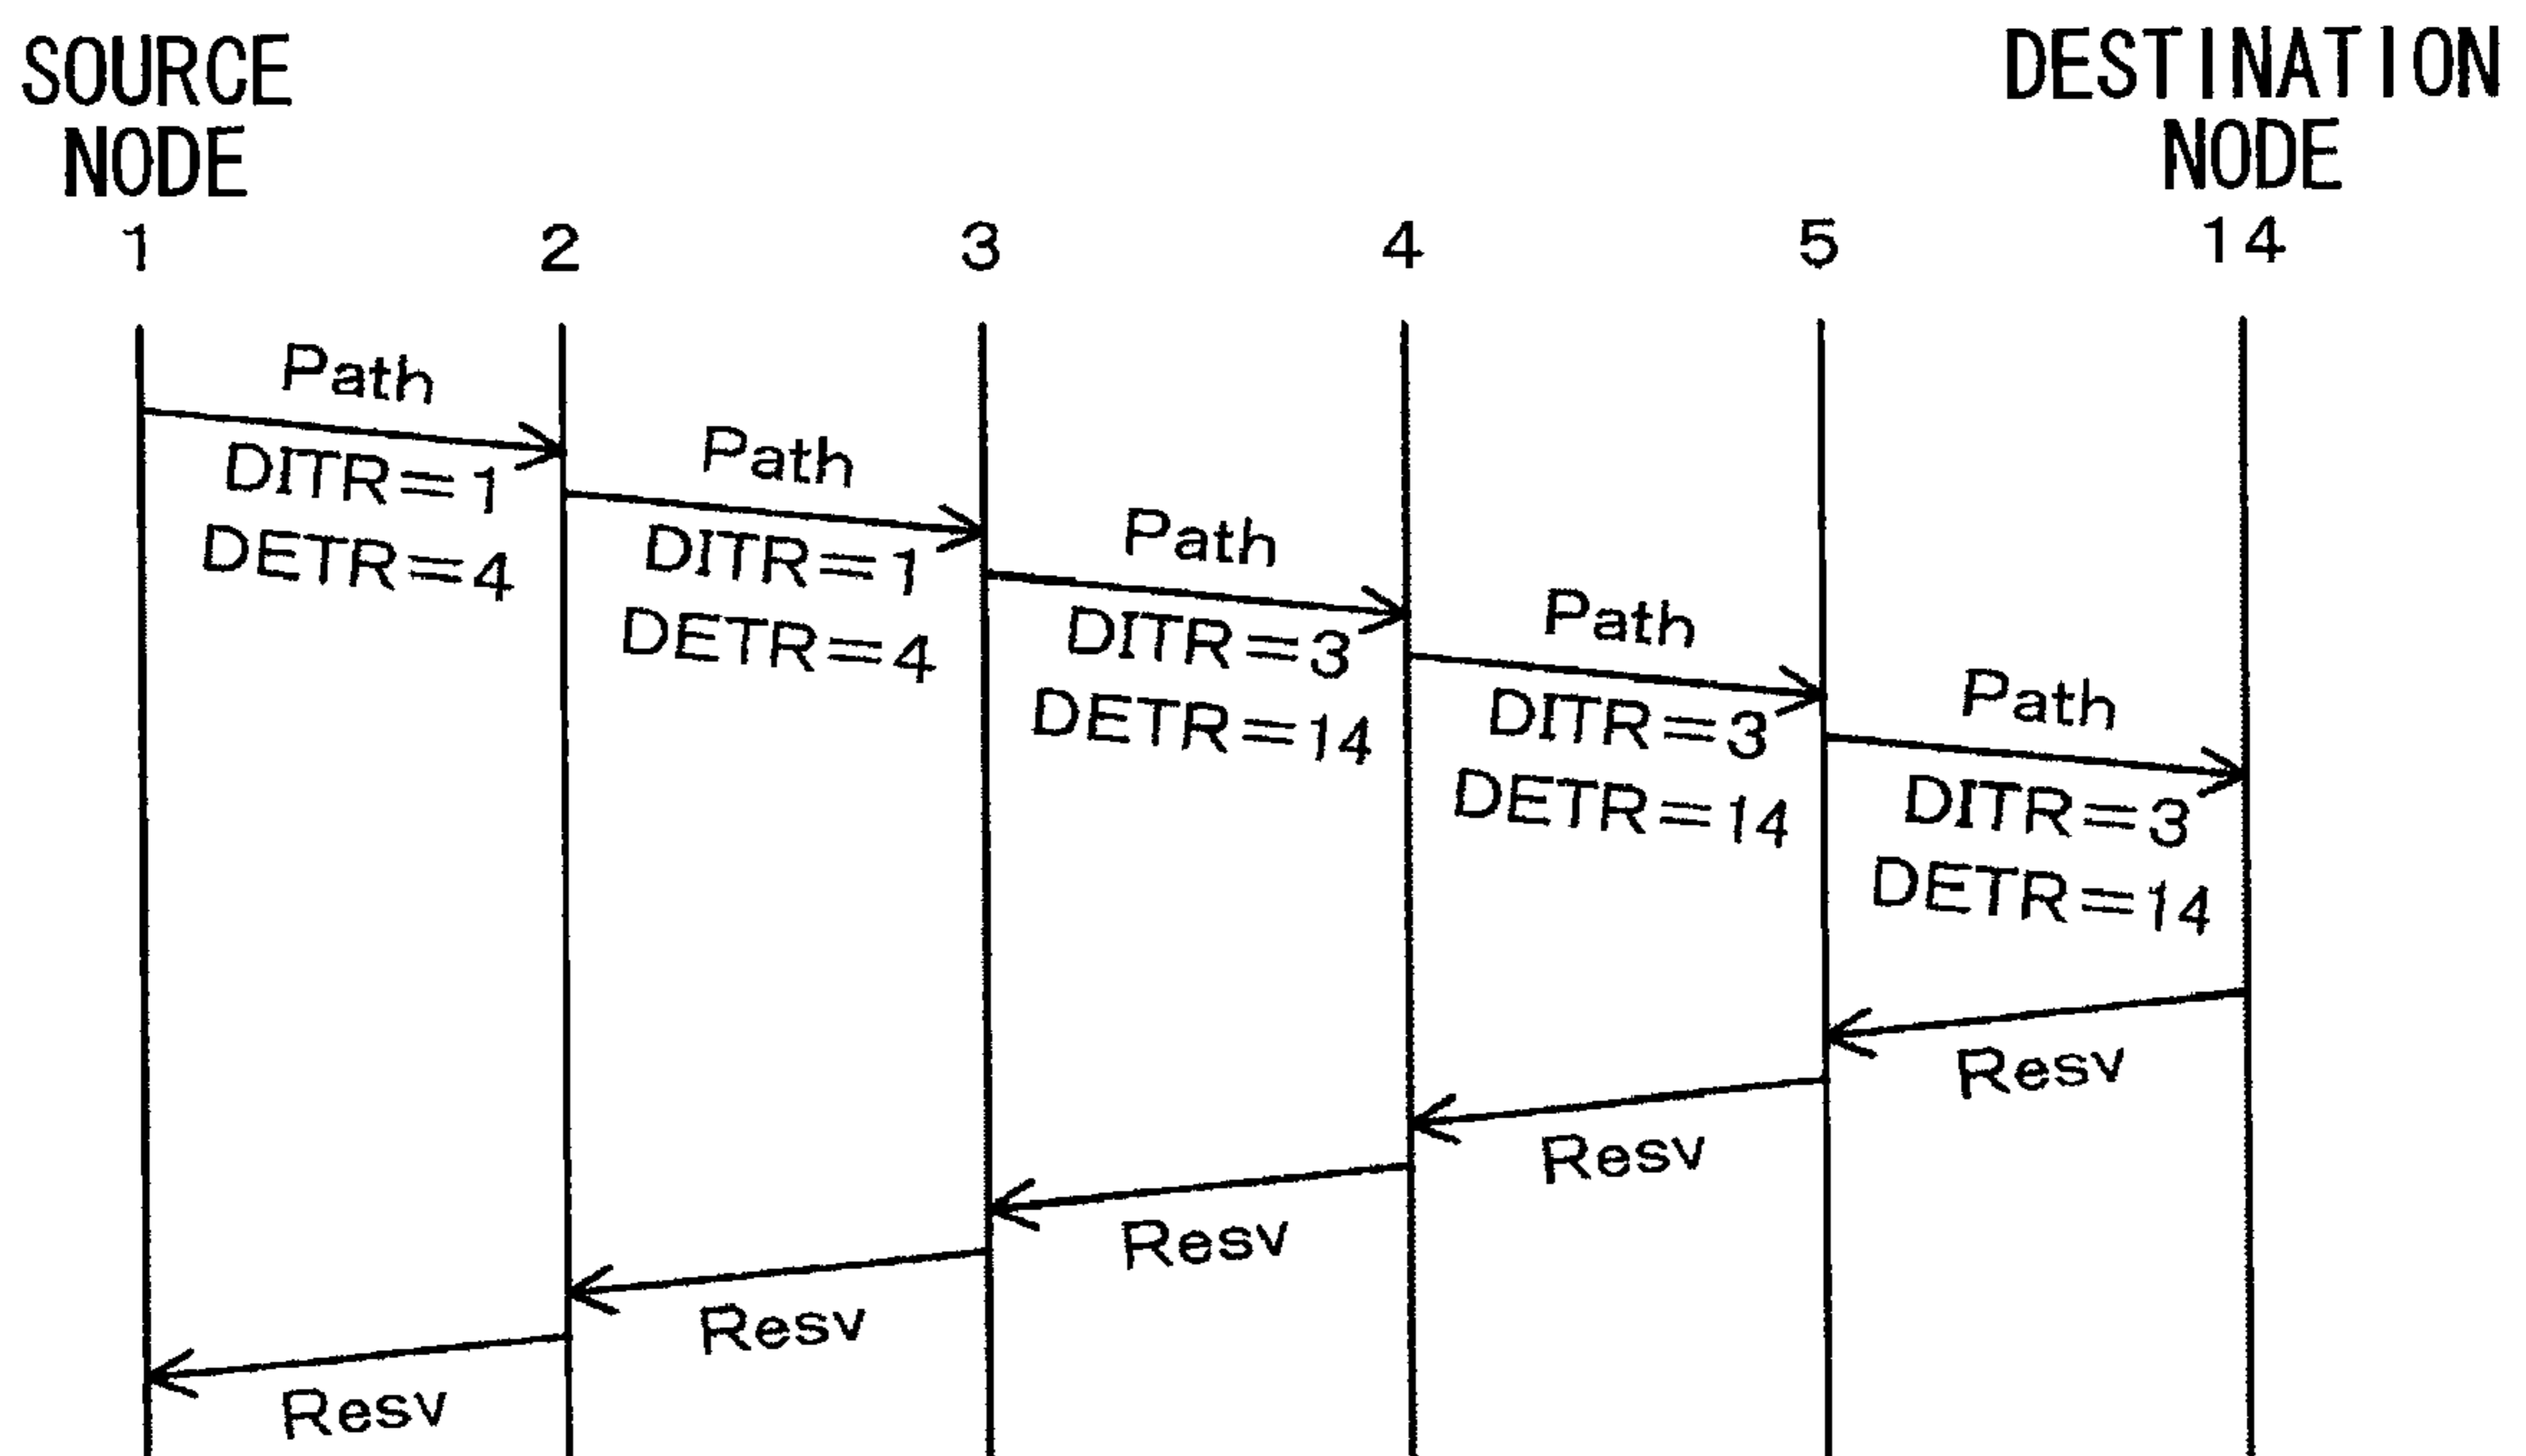 SOURCE
NODE
DESTINATION
NODE
1
2
3
4
5
14
Path
DITR=1
DETR=4
Path
DITR=1
DETR=4
Path
DITR=3
DETR=14
Path
DITR=3
DETR=14
Path
DITR=3
DETR=14
Resv
Resv
Resv
Resv
Resv